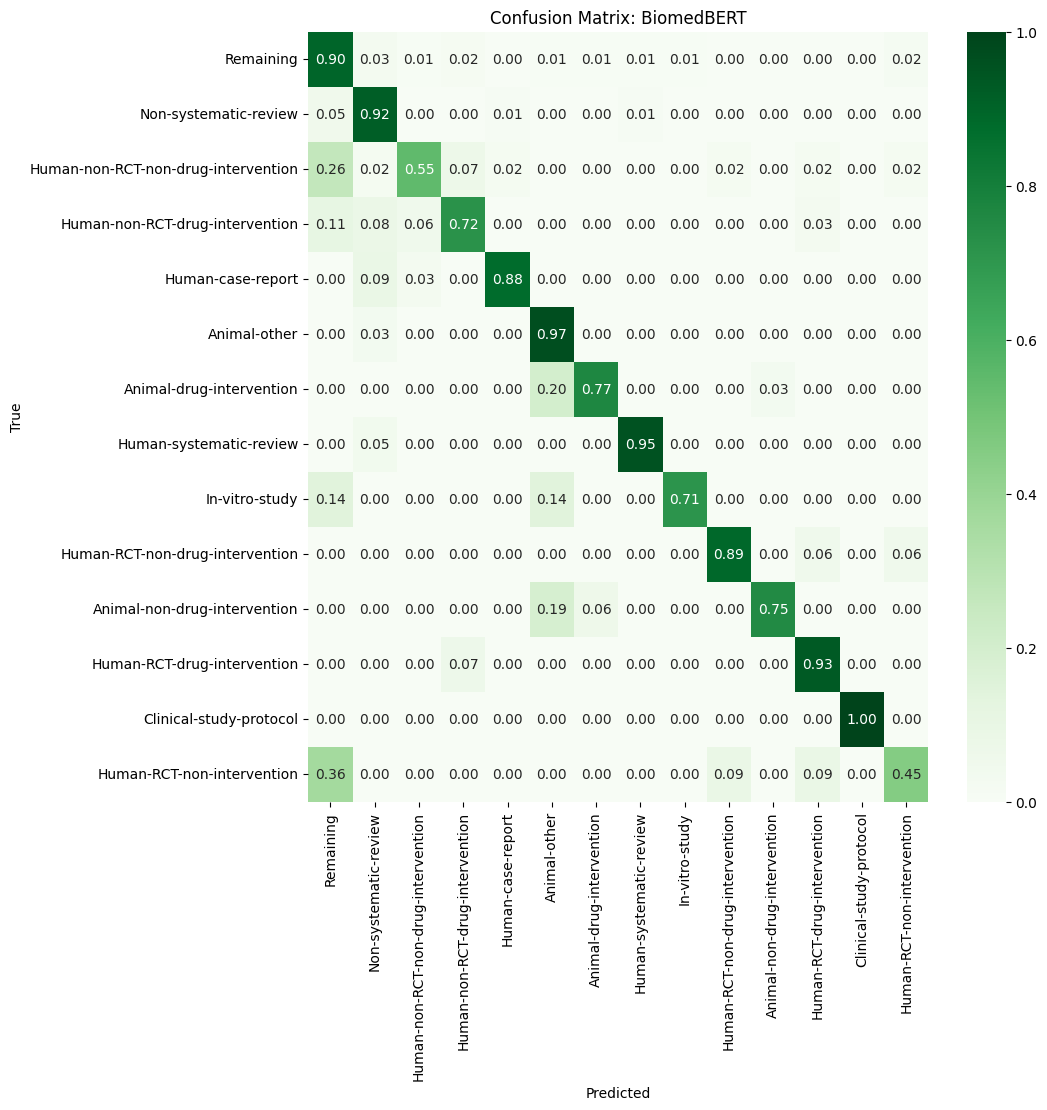 Confusion Matrix: BiomedBERT
True
Remaining 0.90 0.03 0.01 0.02 0.00 0.01 0.01 0.01 0.01 0.00 0.00 0.00 0.00 0.02
Non-systematic-review 0.05 0.92 0.00 0.00 0.01 0.00 0.00 0.01 0.00 0.00 0.00 0.00 0.00 0.00
Human-non-RCT-non-drug-intervention 0.26 0.02 0.55 0.07 0.02 0.00 0.00 0.00 0.00 0.02 0.00 0.02 0.00 0.02
Human-non-RCT-drug-intervention 0.11 0.08 0.06 0.72 0.00 0.00 0.00 0.00 0.00 0.00 0.00 0.03 0.00 0.00
Human-case-report 0.00 0.09 0.03 0.00 0.88 0.00 0.00 0.00 0.00 0.00 0.00 0.00 0.00 0.00
Animal-other 0.00 0.03 0.00 0.00 0.00 0.97 0.00 0.00 0.00 0.00 0.00 0.00 0.00 0.00
Animal-drug-intervention 0.00 0.00 0.00 0.00 0.00 0.20 0.77 0.00 0.00 0.00 0.03 0.00 0.00 0.00
Human-systematic-review 0.00 0.05 0.00 0.00 0.00 0.00 0.00 0.95 0.00 0.00 0.00 0.00 0.00 0.00
In-vitro-study 0.14 0.00 0.00 0.00 0.00 0.14 0.00 0.00 0.71 0.00 0.00 0.00 0.00 0.00
Human-RCT-non-drug-intervention 0.00 0.00 0.00 0.00 0.00 0.00 0.00 0.00 0.00 0.89 0.00 0.06 0.00 0.06
Animal-non-drug-intervention 0.00 0.00 0.00 0.00 0.00 0.19 0.06 0.00 0.00 0.00 0.75 0.00 0.00 0.00
Human-RCT-drug-intervention 0.00 0.00 0.00 0.07 0.00 0.00 0.00 0.00 0.00 0.00 0.00 0.93 0.00 0.00
Clinical-study-protocol 0.00 0.00 0.00 0.00 0.00 0.00 0.00 0.00 0.00 0.00 0.00 0.00 1.00 0.00
Human-RCT-non-intervention 0.36 0.00 0.00 0.00 0.00 0.00 0.00 0.00 0.00 0.09 0.00 0.09 0.00 0.45
Remaining
Non-systematic-review
Human-non-RCT-non-drug-intervention
Human-non-RCT-drug-intervention
Human-case-report
Animal-other
Animal-drug-intervention
Human-systematic-review
In-vitro-study
Human-RCT-non-drug-intervention
Animal-non-drug-intervention
Human-RCT-drug-intervention
Clinical-study-protocol
Human-RCT-non-intervention
Predicted
1.0
0.8
0.6
0.4
0.2
0.0